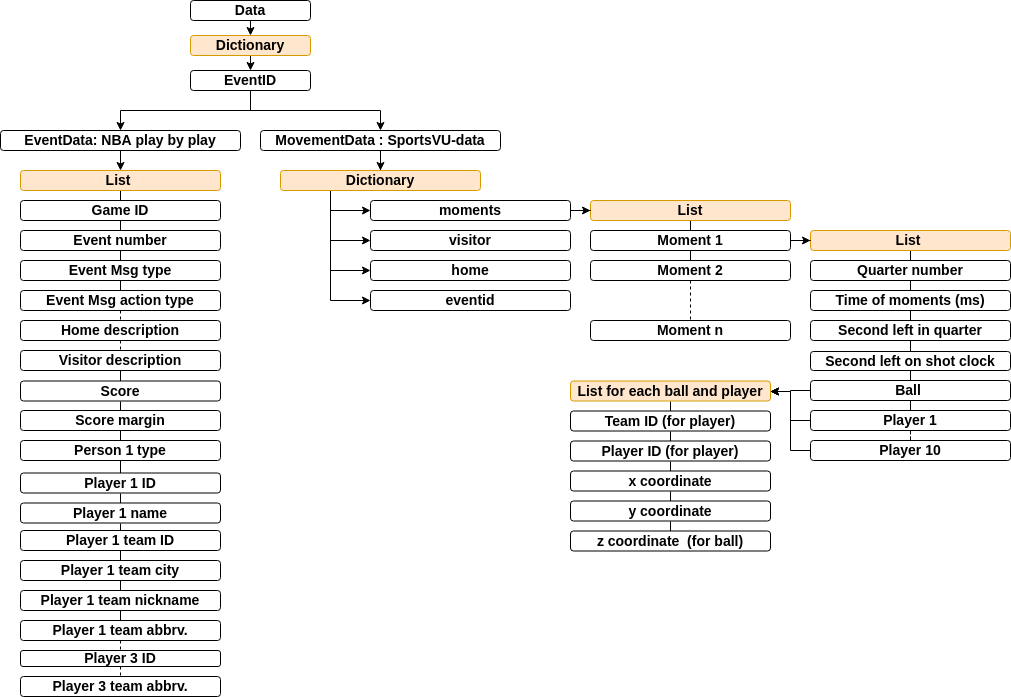 Data
Dictionary
EventID
EventData: NBA play by play
MovementData : SportsVU-data
List
Game ID
Event number
Event Msg type
Event Msg action type
Home description
Visitor description
Score
Score margin
Person 1 type
Player 1 ID
Player 1 name
Player 1 team ID
Player 1 team city
Player 1 team nickname
Player 1 team abbrv.
Player 3 ID
Player 3 team abbrv.
Dictionary
moments
visitor
home
eventid
List
Moment 1
Moment 2
Moment n
List
Quarter number
Time of moments (ms)
Second left in quarter
Second left on shot clock
Ball
Player 1
Player 10
List for each ball and player
Team ID (for player)
Player ID (for player)
x coordinate
y coordinate
z coordinate  (for ball)